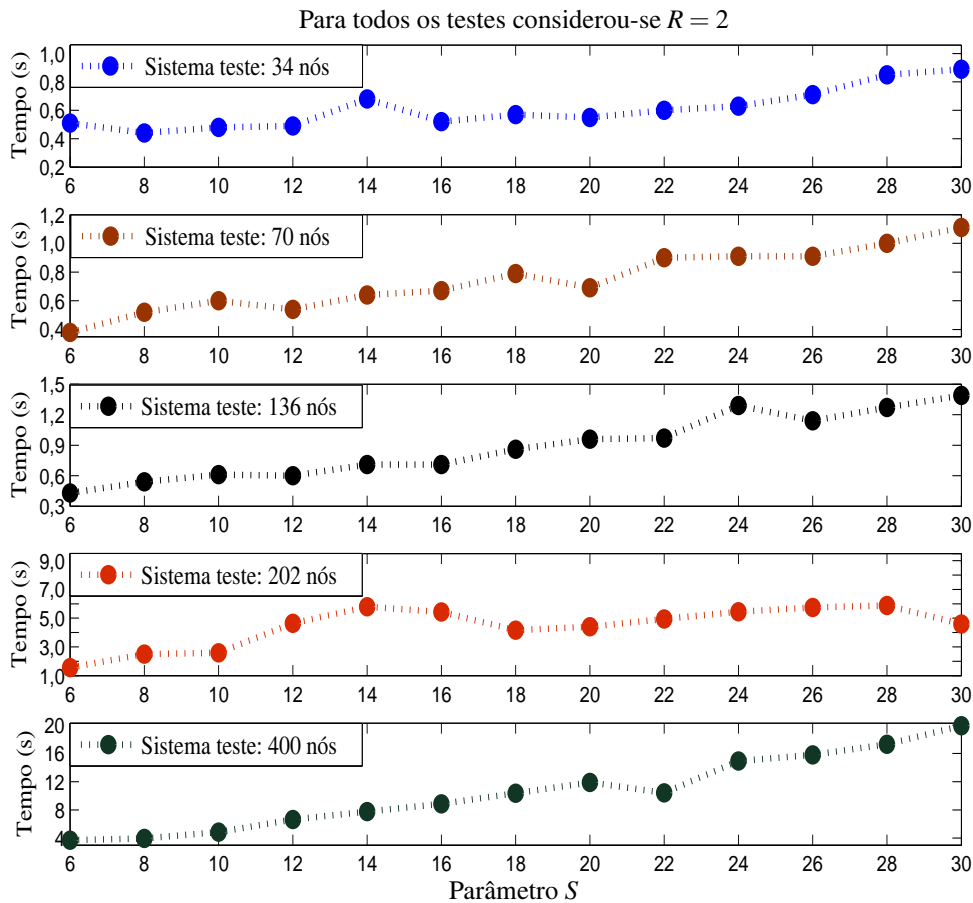 Para todos os testes considerou-se R = 2
Tempo (s)
1,0
0,8
0,6
0,4
0,2
Sistema teste: 34 nós
6 8 10 12 14 16 18 20 22 24 26 28 30
Tempo (s)
1,2
1,0
0,8
0,6
0,4
Sistema teste: 70 nós
6 8 10 12 14 16 18 20 22 24 26 28 30
Tempo (s)
1,5
1,2
0,9
0,6
0,3
Sistema teste: 136 nós
6 8 10 12 14 16 18 20 22 24 26 28 30
Tempo (s)
9,0
7,0
5,0
3,0
1,0
Sistema teste: 202 nós
6 8 10 12 14 16 18 20 22 24 26 28 30
Tempo (s)
20
16
12
8
4
Sistema teste: 400 nós
6 8 10 12 14 16 18 20 22 24 26 28 30
Parâmetro S